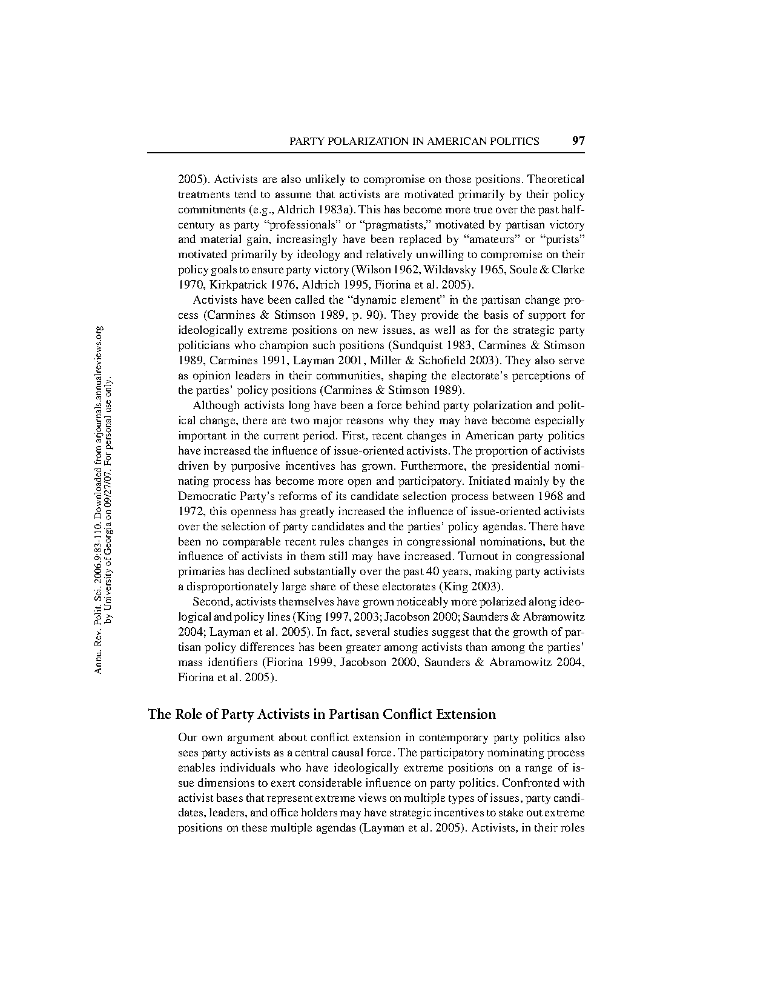 PARTY POLARIZATION IN AMERICAN POLITICS 97
2005). Activists are also unlikely to compromise on those positions. Theoretical
treatments tend to assume that activists are motivated primarily by their policy
commitments (e.g., Aldrich 1983a). This has become more true over the past half-
century as party “professionals” or “pragmatists,” motivated by partisan victory
and material gain, increasingly have been replaced by “amateurs” or “purists”
motivated primarily by ideology and relatively unwilling to compromise on their
policy goals to ensure party victory (Wilson 1962, Wildavsky 1965, Soule & Clarke
1970, Kirkpatrick 1976, Aldrich 1995, Fiorina et al. 2005).
Activists have been called the “dynamic element” in the partisan change pro-
cess (Carmines & Stimson 1989, p. 90). They provide the basis of support for
ideologically extreme positions on new issues, as well as for the strategic party
politicians who champion such positions (Sundquist 1983, Carmines & Stimson
1989, Carmines 1991, Layman 2001, Miller & Schofield 2003). They also serve
as opinion leaders in their communities, shaping the electorate’s perceptions of
the parties’ policy positions (Carmines & Stimson 1989).
Although activists long have been a force behind party polarization and polit-
ical change, there are two major reasons why they may have become especially
important in the current period. First, recent changes in American party politics
have increased the influence of issue-oriented activists. The proportion of activists
driven by purposive incentives has grown. Furthermore, the presidential nomi-
nating process has become more open and participatory. Initiated mainly by the
Democratic Party’s reforms of its candidate selection process between 1968 and
1972, this openness has greatly increased the influence of issue-oriented activists
over the selection of party candidates and the parties’ policy agendas. There have
been no comparable recent rules changes in congressional nominations, but the
influence of activists in them still may have increased. Turnout in congressional
primaries has declined substantially over the past 40 years, making party activists
a disproportionately large share of these electorates (King 2003).
Second, activists themselves have grown noticeably more polarized along ideo-
logical and policy lines (King 1997, 2003; Jacobson 2000; Saunders & Abramowitz
2004; Layman et al. 2005). In fact, several studies suggest that the growth of par-
tisan policy differences has been greater among activists than among the parties’
mass identifiers (Fiorina 1999, Jacobson 2000, Saunders & Abramowitz 2004,
Fiorina et al. 2005).
The Role of Party Activists in Partisan Conflict Extension
Our own argument about conflict extension in contemporary party politics also
sees party activists as a central causal force. The participatory nominating process
enables individuals who have ideologically extreme positions on a range of is-
sue dimensions to exert considerable influence on party politics. Confronted with
activist bases that represent extreme views on multiple types of issues, party candi-
dates, leaders, and office holders may have strategic incentives to stake out extreme
positions on these multiple agendas (Layman et al. 2005). Activists, in their roles
Annu. Rev. Polit. Sci. 2006.9:83-110. Downloaded from arjournals.annualreviews.org
by University of Georgia on 09/27/07. For personal use only.